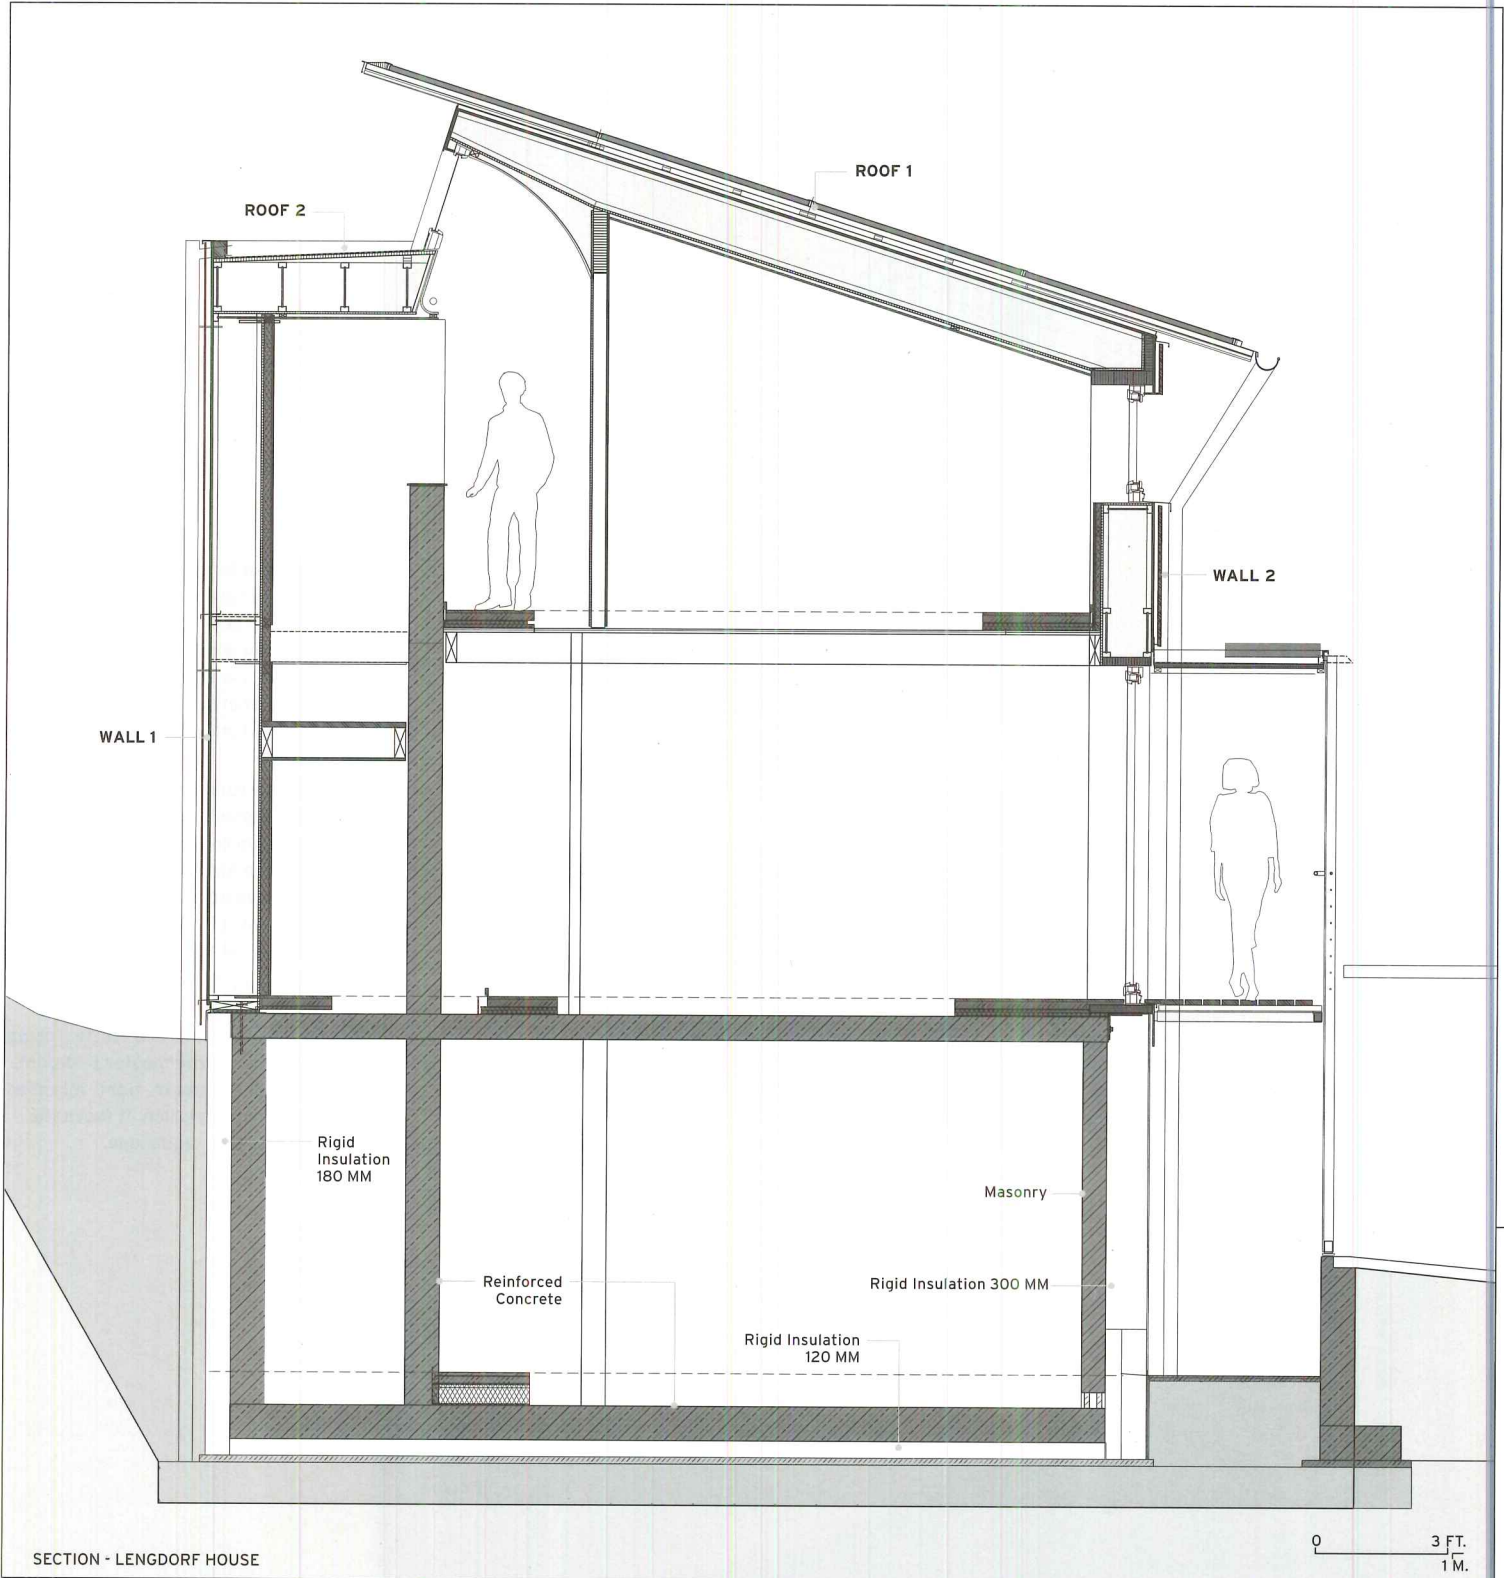 ROOF 1
ROOF 2
WALL 2
WALL 1
Rigid
Insulation
180 MM
Masonry
Reinforced
Concrete
Rigid Insulation 300 MM
Rigid Insulation
120 MM
SECTION - LENGDORF HOUSE
0 3 FT.
1 M.